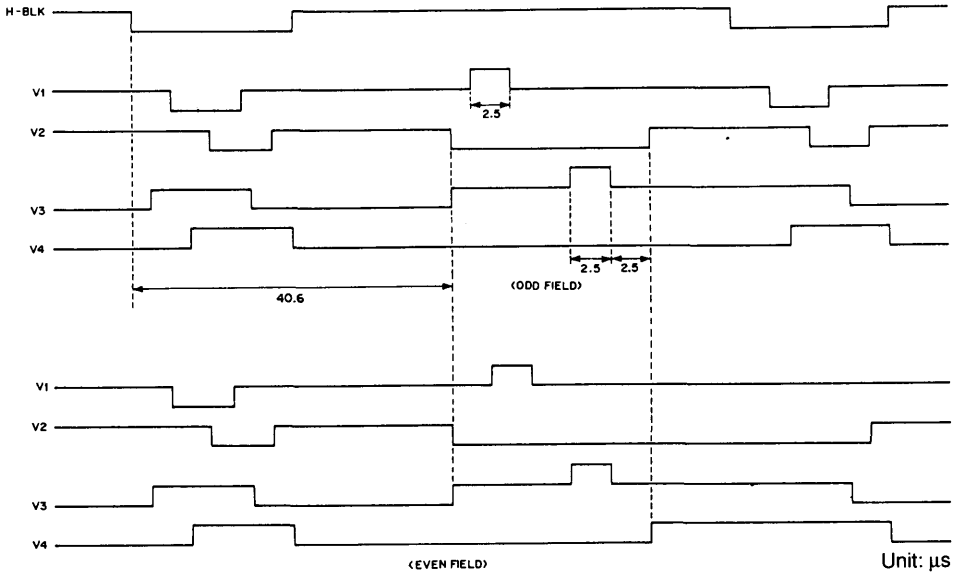 H-BLK
V1
2.5
V2
V3
V4
2.5 2.5
40.6
(ODD FIELD)
V1
V2
V3
V4
(EVEN FIELD)
Unit: μs